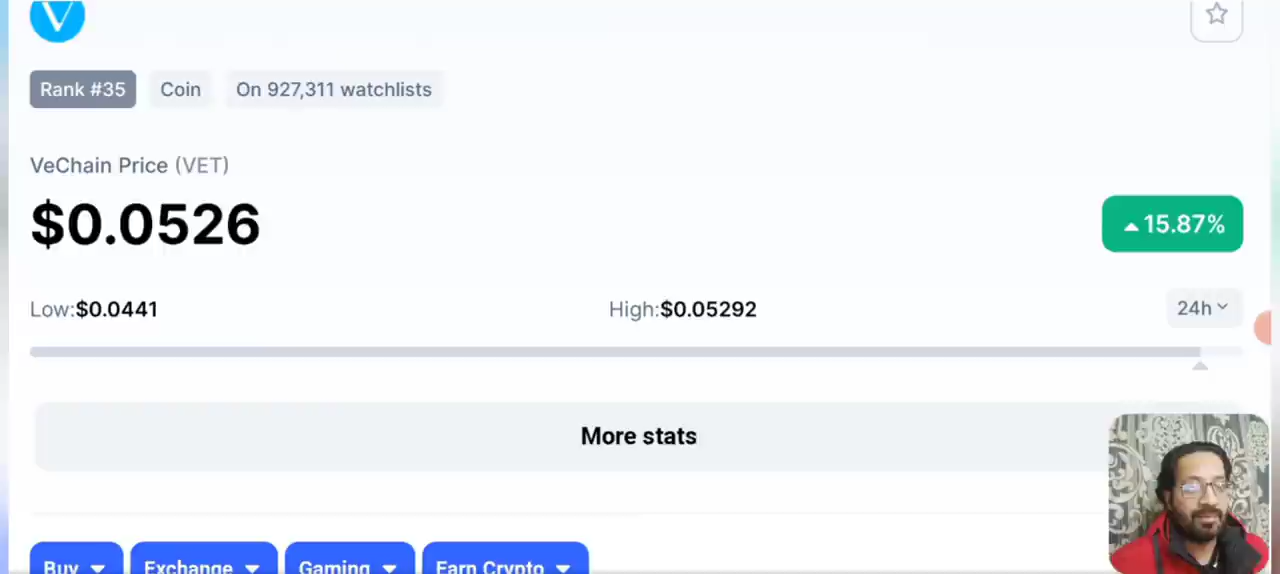 Rank #35 Coin On 927,311 watchlists
VeChain Price (VET)
$0.0526 15.87%
Low:$0.0441 High:$0.05292 24h
More stats
Buy Exchange Gaming Earn Crypto